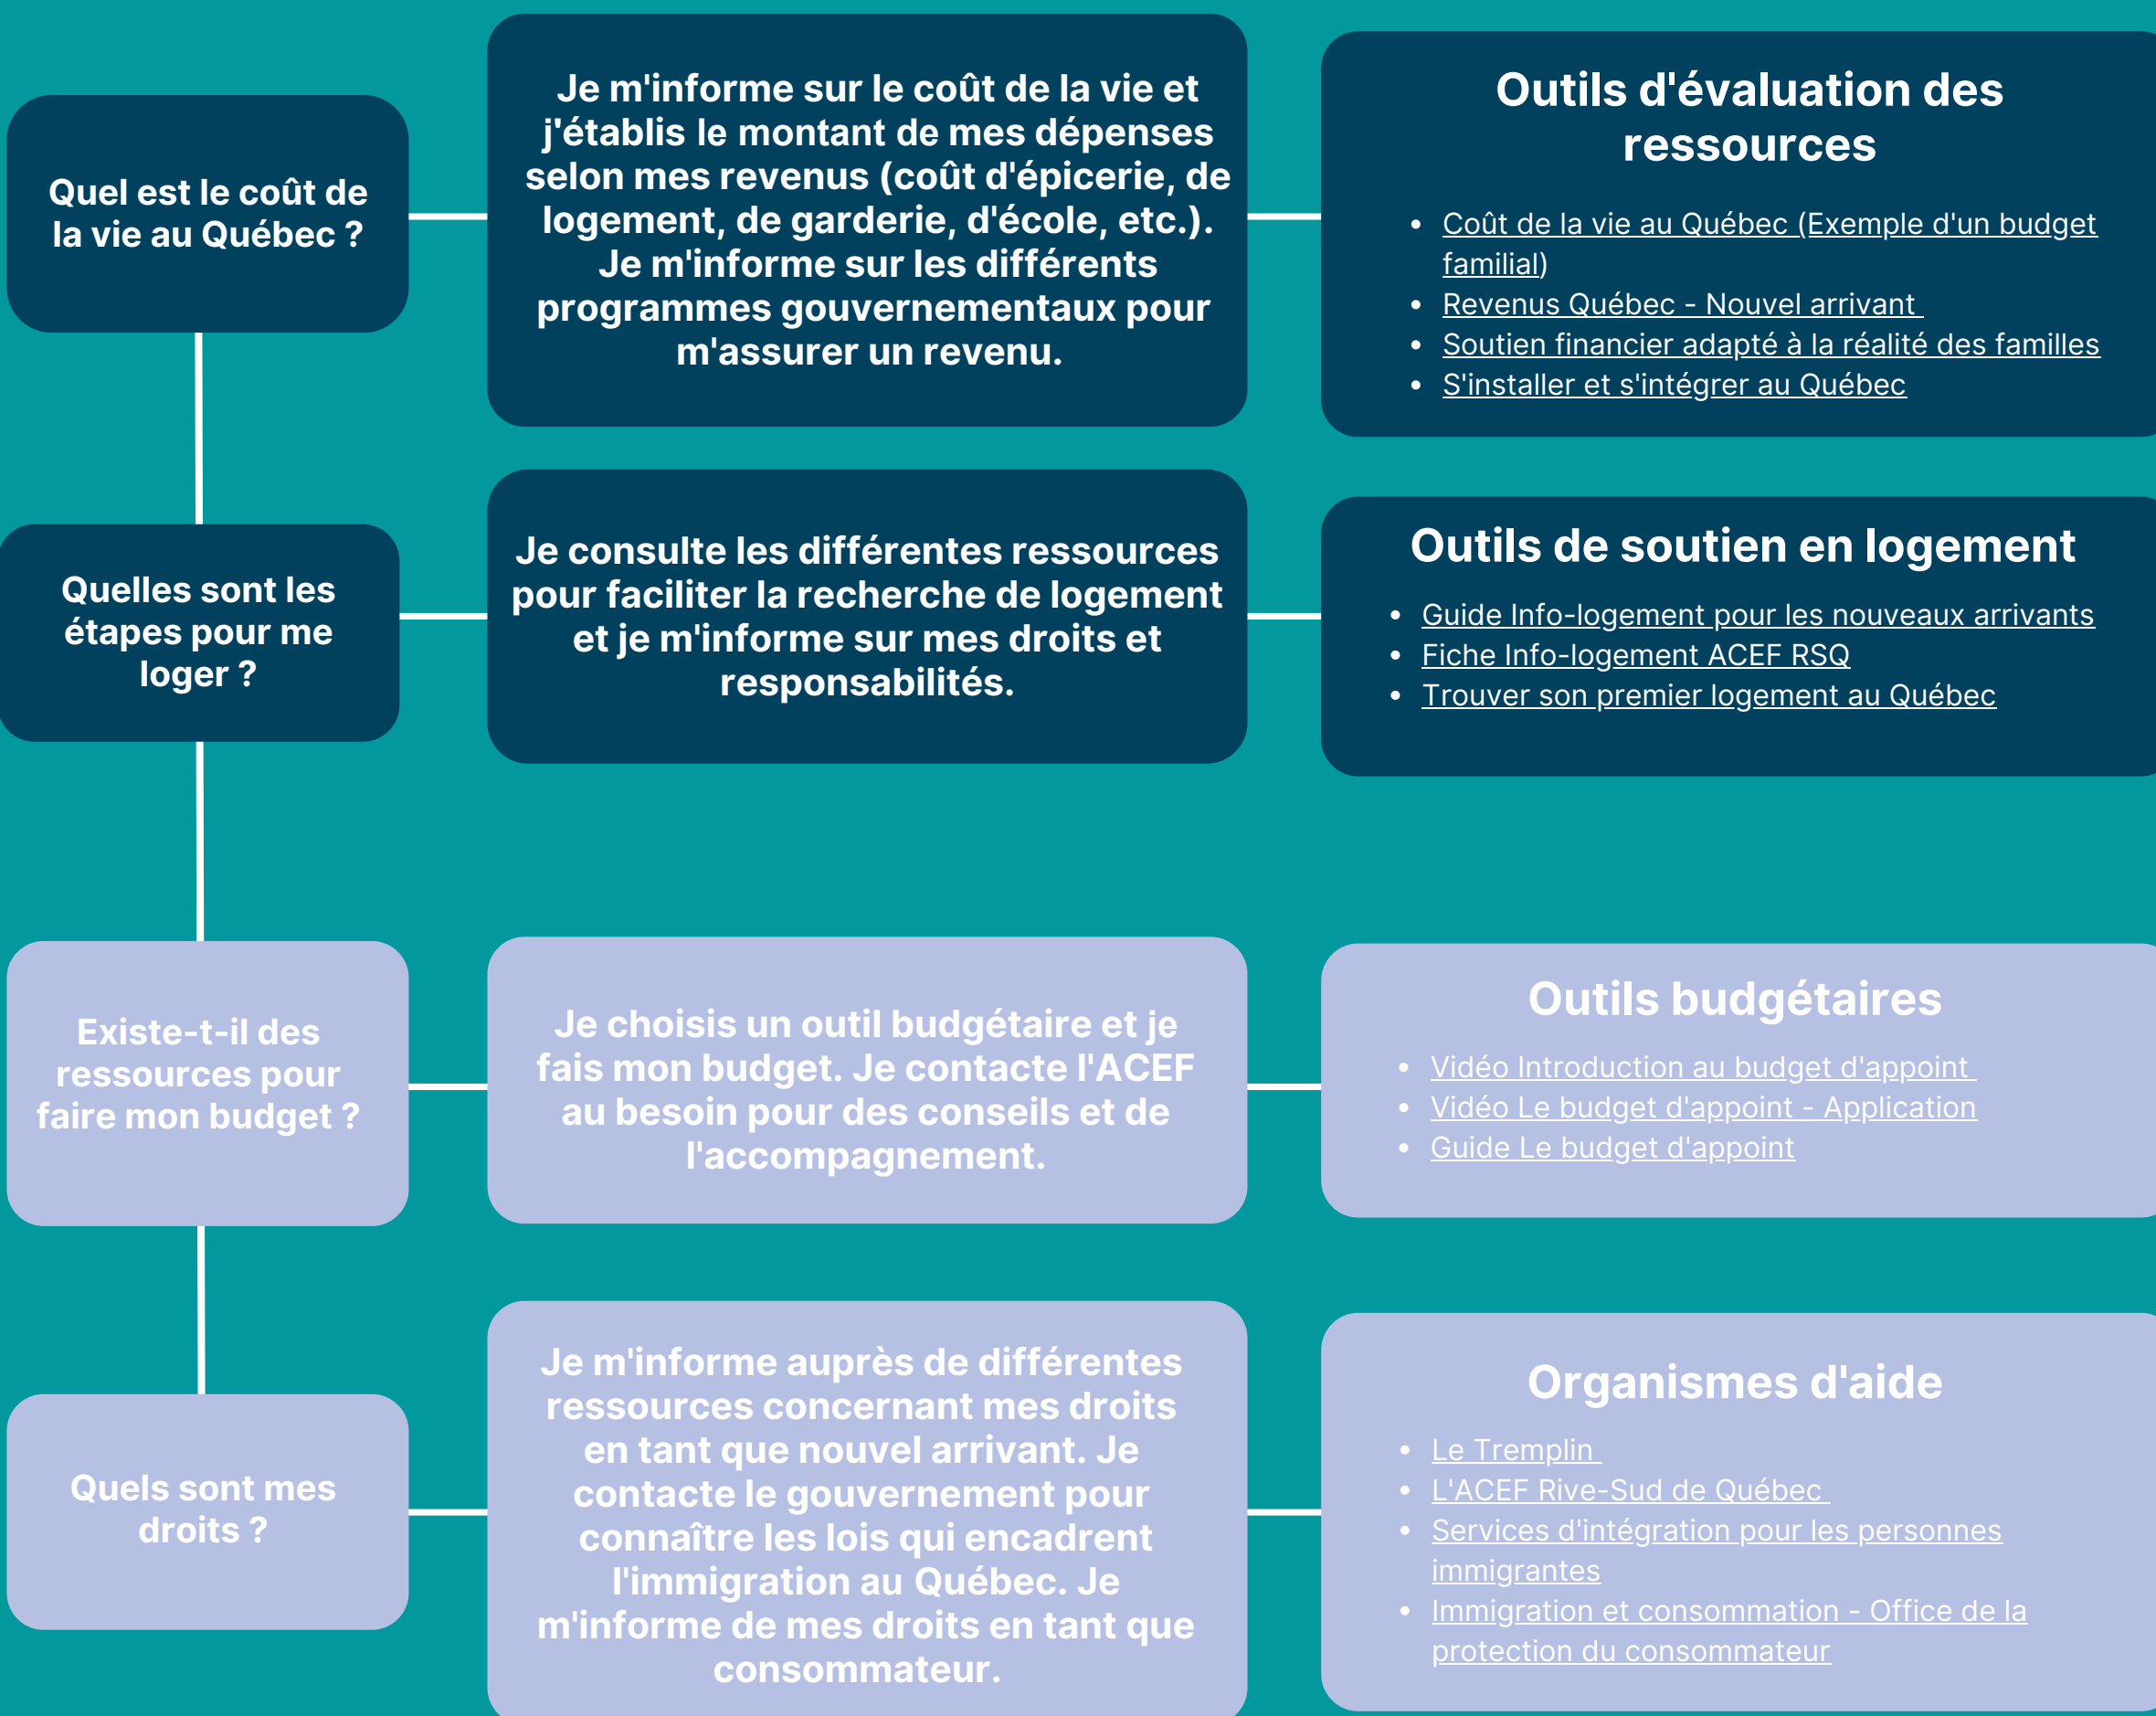 Quel est le coût de
la vie au Québec ?
Je m'informe sur le coût de la vie et
j'établis le montant de mes dépenses
selon mes revenus (coût d'épicerie, de
logement, de garderie, d'école, etc.).
Je m'informe sur les différents
programmes gouvernementaux pour
m'assurer un revenu.
Outils d'évaluation des
ressources
• Coût de la vie au Québec (Exemple d'un budget
familial)
• Revenus Québec - Nouvel arrivant
• Soutien financier adapté à la réalité des familles
• S'installer et s'intégrer au Québec
Quelles sont les
étapes pour me
loger ?
Je consulte les différentes ressources
pour faciliter la recherche de logement
et je m'informe sur mes droits et
responsabilités.
Outils de soutien en logement
• Guide Info-logement pour les nouveaux arrivants
• Fiche Info-logement ACEF RSQ
• Trouver son premier logement au Québec
Existe-t-il des
ressources pour
faire mon budget ?
Je choisis un outil budgétaire et je
fais mon budget. Je contacte l'ACEF
au besoin pour des conseils et de
l'accompagnement.
Outils budgétaires
• Vidéo Introduction au budget d'appoint
• Vidéo Le budget d'appoint - Application
• Guide Le budget d'appoint
Quels sont mes
droits ?
Je m'informe auprès de différentes
ressources concernant mes droits
en tant que nouvel arrivant. Je
contacte le gouvernement pour
connaître les lois qui encadrent
l'immigration au Québec. Je
m'informe de mes droits en tant que
consommateur.
Organismes d'aide
• Le Tremplin
• L'ACEF Rive-Sud de Québec
• Services d'intégration pour les personnes
immigrantes
• Immigration et consommation - Office de la
protection du consommateur